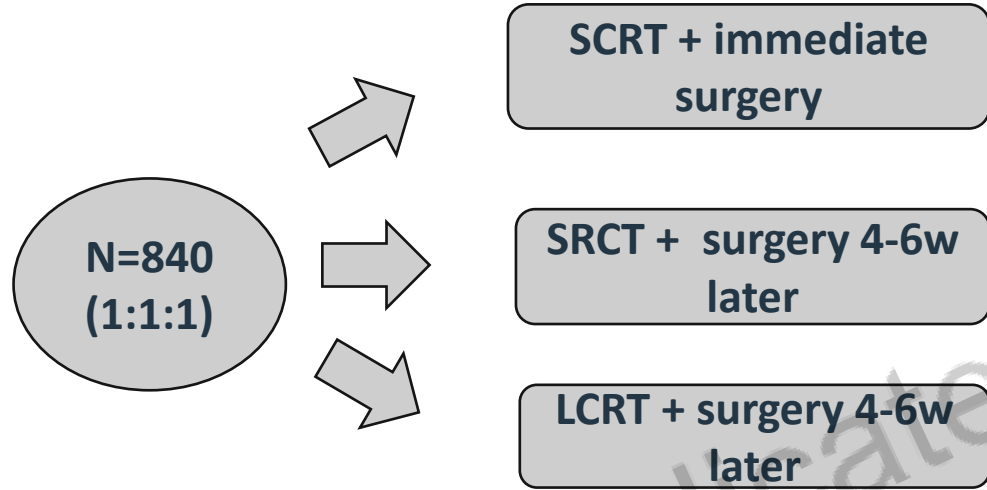 SCRT + immediate
surgery
N=840
(1:1:1)
SRCT + surgery 4-6w
later
LCRT + surgery 4-6w
later